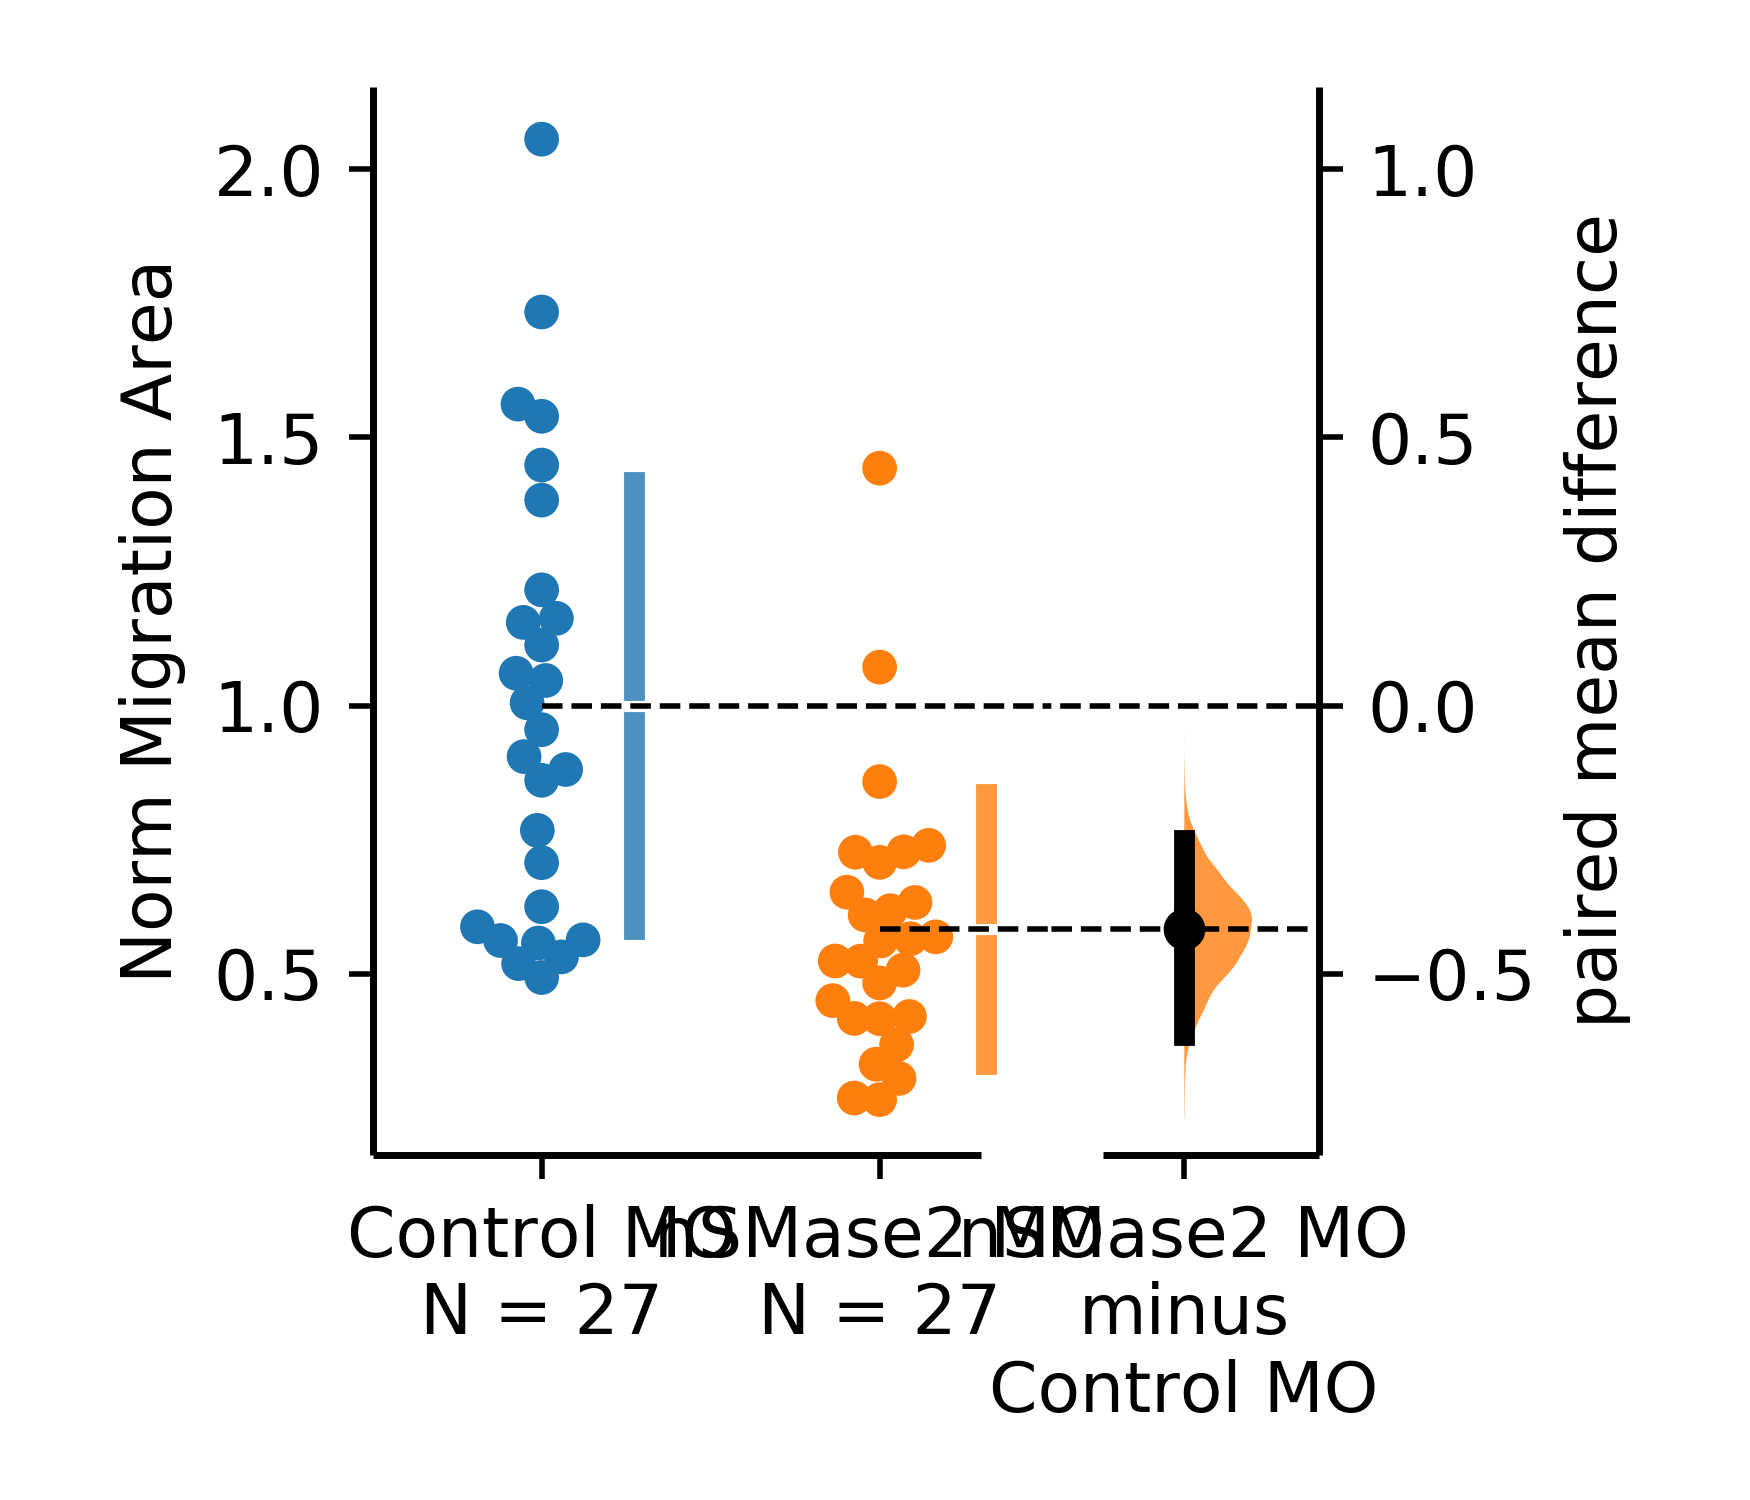 Norm Migration Area
2.0
1.5
1.0
0.5
1.0
0.5
0.0
−0.5
paired mean difference
Control MO
N = 27
nSMase2 MO
N = 27
nSMase2 MO
minus
Control MO